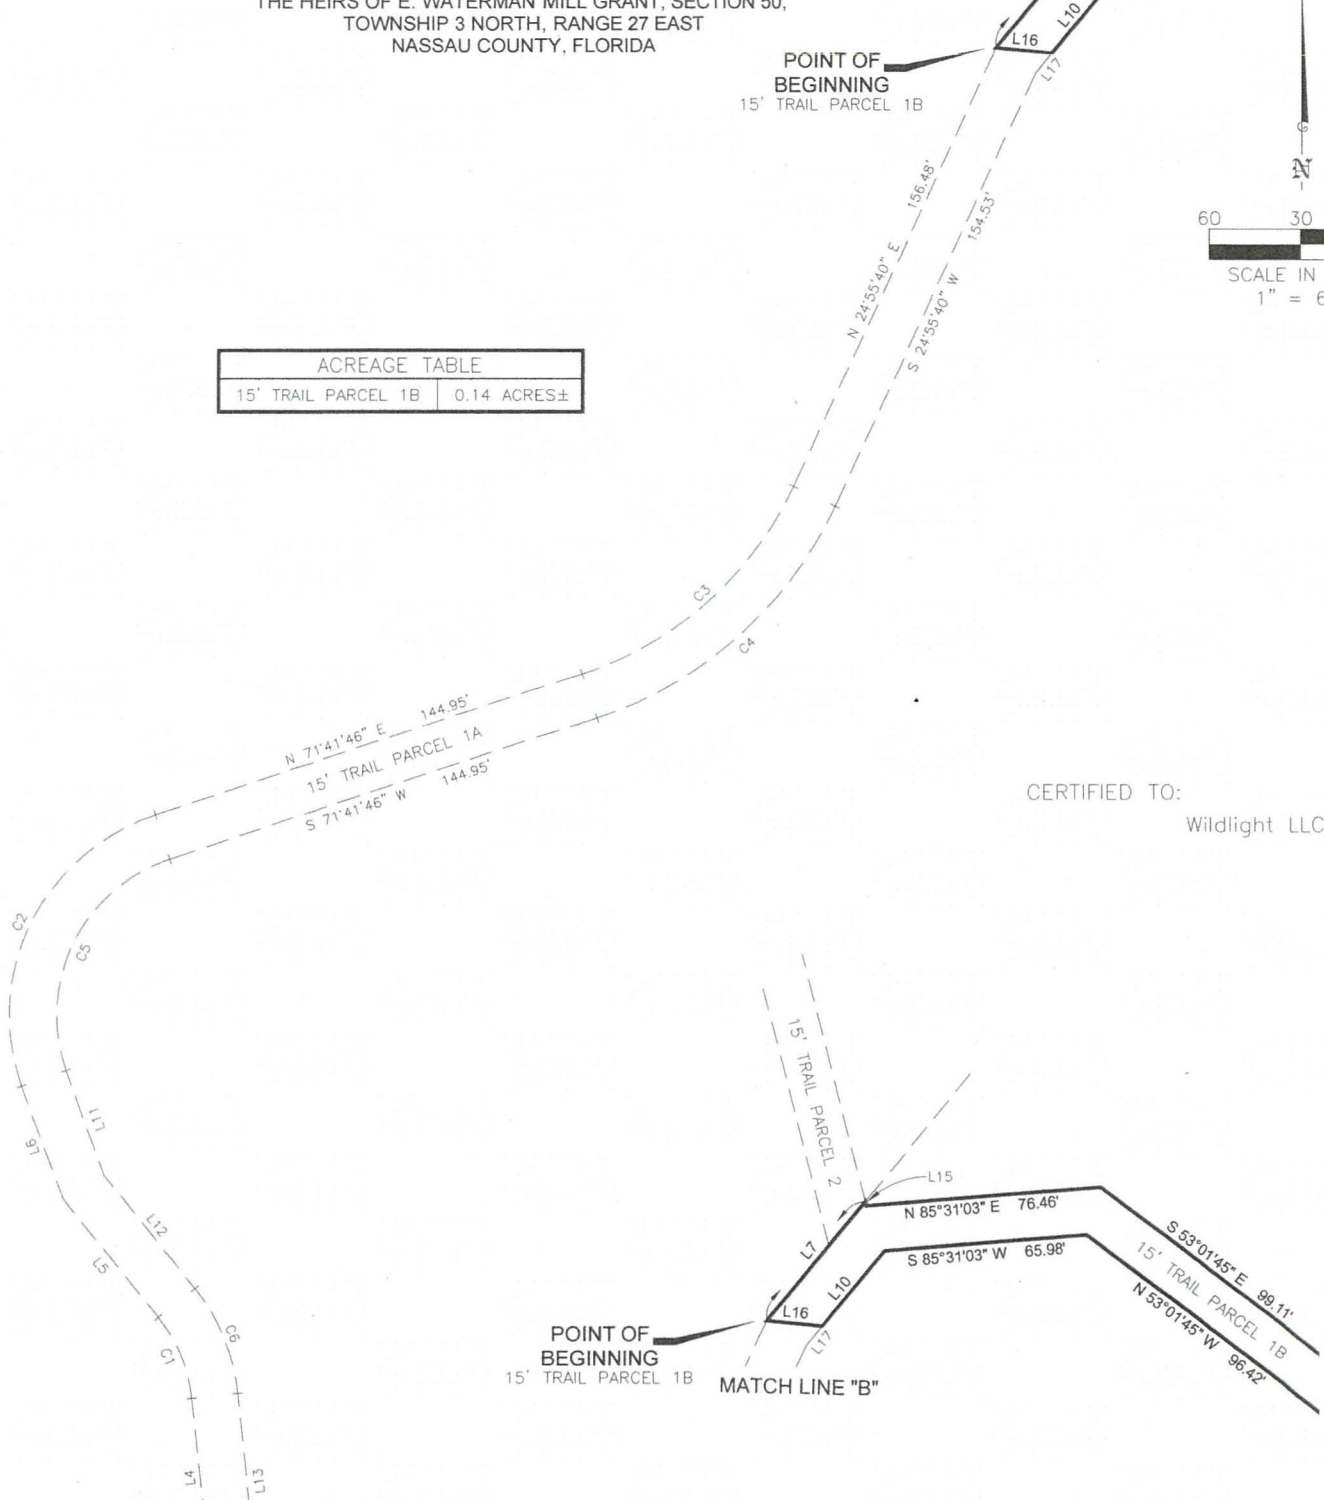 THE HEIRS OF E. WATERMAN MILL GRANT, SECTION 50,
TOWNSHIP 3 NORTH, RANGE 27 EAST
NASSAU COUNTY, FLORIDA
L10
L16
L17
POINT OF
BEGINNING
15' TRAIL PARCEL 1B
N
60 30
SCALE IN
1" = 6
N 24°55'40" E 156.48'
S 24°55'40" W 154.53'
ACREAGE TABLE
15' TRAIL PARCEL 1B 0.14 ACRES±
C3
C4
N 71°41'46" E 144.95'
15' TRAIL PARCEL 1A
S 71°41'46" W 144.95'
CERTIFIED TO:
Wildlight LLC
C2
C5
L11
L6
L12
L5
C6
C1
L4
L13
15' TRAIL PARCEL 2
L15
N 85°31'03" E 76.46'
S 85°31'03" W 65.98'
S 53°01'45" E 99.11'
15' TRAIL PARCEL 1B
N 53°01'45" W 96.42'
L7
L10
L16
L17
POINT OF
BEGINNING
15' TRAIL PARCEL 1B
MATCH LINE "B"